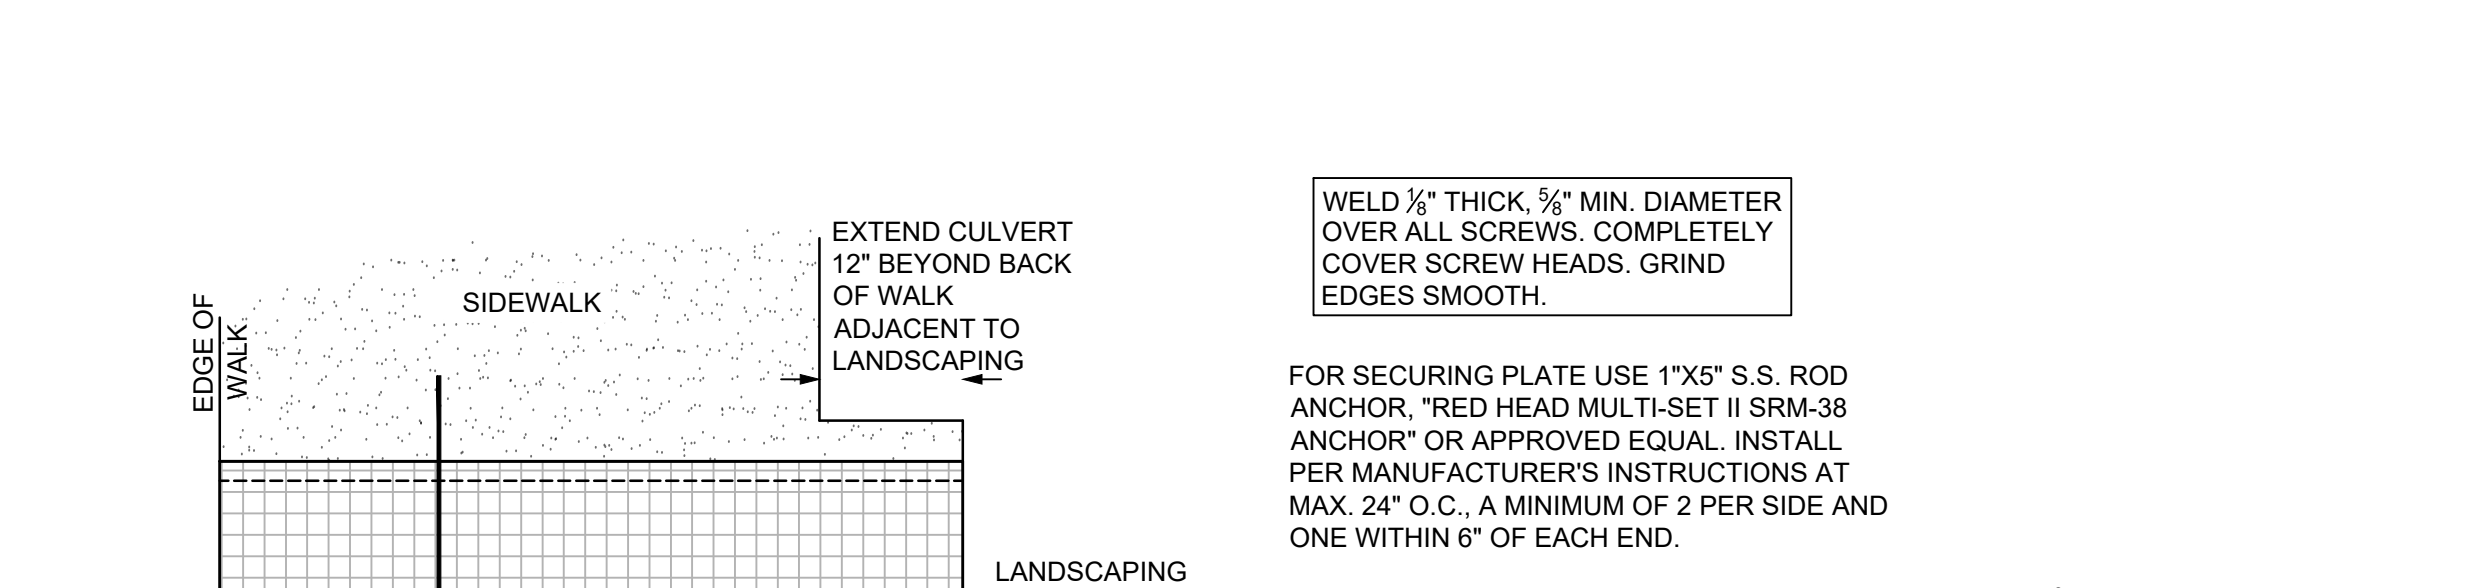 EDGE OF
WALK
SIDEWALK
EXTEND CULVERT
12" BEYOND BACK
OF WALK
ADJACENT TO
LANDSCAPING
LANDSCAPING
WELD ⅛" THICK, ⅝" MIN. DIAMETER
OVER ALL SCREWS. COMPLETELY
COVER SCREW HEADS. GRIND
EDGES SMOOTH.
FOR SECURING PLATE USE 1"X5" S.S. ROD
ANCHOR, "RED HEAD MULTI-SET II SRM-38
ANCHOR" OR APPROVED EQUAL. INSTALL
PER MANUFACTURER'S INSTRUCTIONS AT
MAX. 24" O.C., A MINIMUM OF 2 PER SIDE AND
ONE WITHIN 6" OF EACH END.